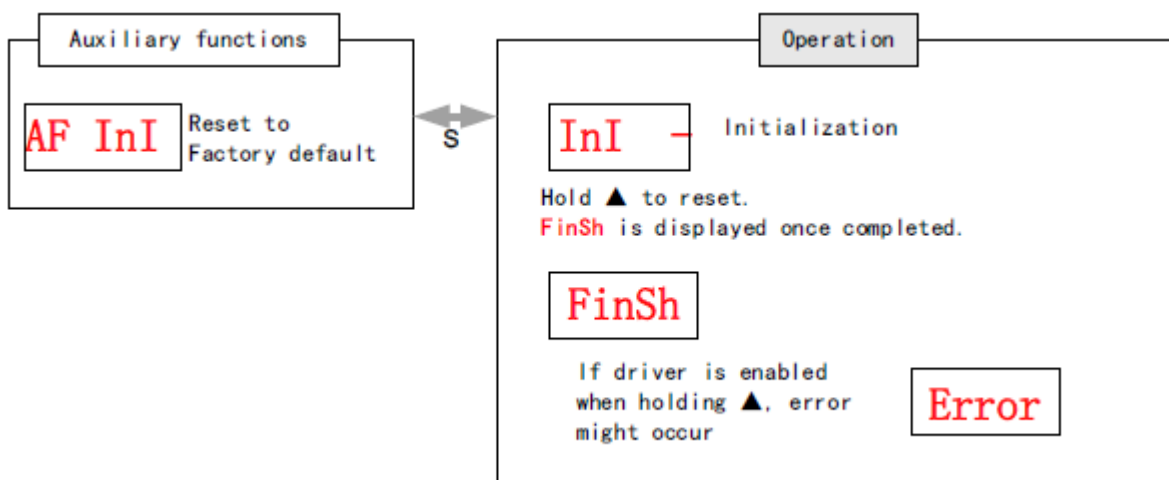 Auxiliary functions
AF InI
Reset to
Factory default
S
Operation
InI -
Initialization
Hold ▲ to reset.
FinSh is displayed once completed.
FinSh
If driver is enabled
when holding ▲, error
might occur
Error